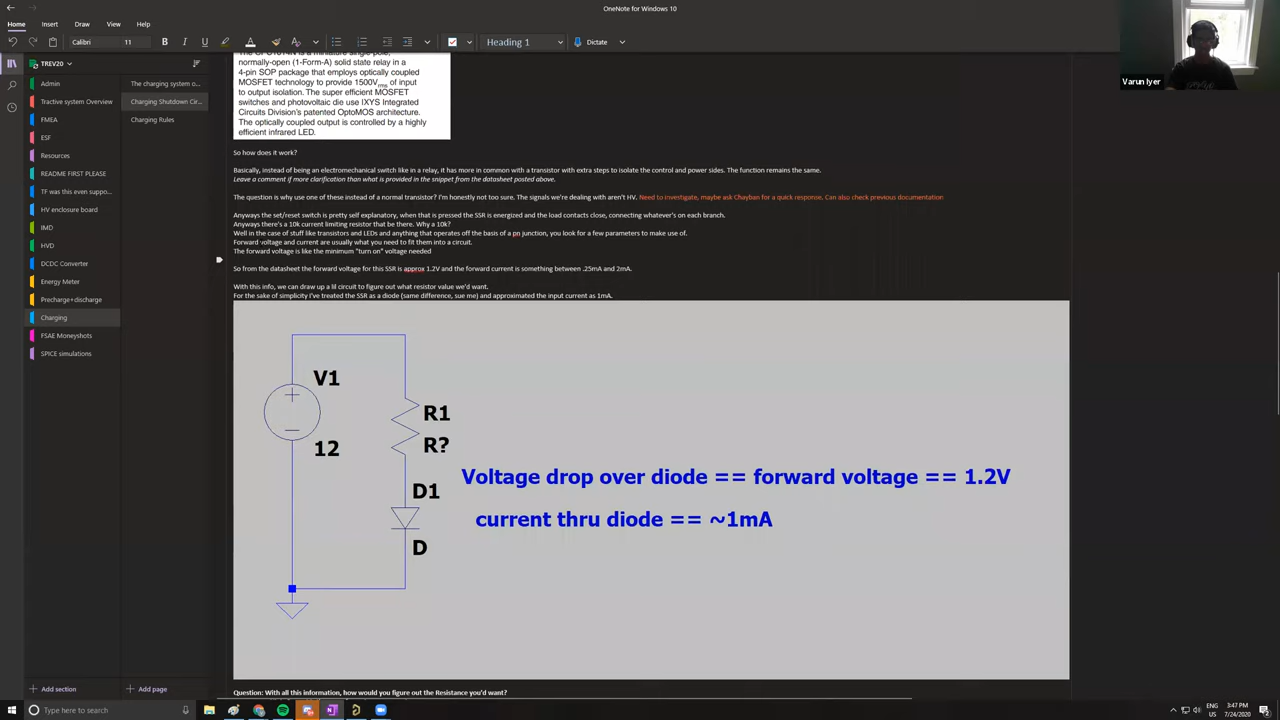 OneNote for Windows 10
Home Insert Draw View Help
Calibri 11 B I U A Heading 1 Dictate
Varun Iyer
TREV20
Admin
Tractive system Overview
FMEA
ESF
Resources
README FIRST PLEASE
TF was this even suppo...
HV enclosure board
IMD
HVD
DCDC Converter
Energy Meter
Precharge+discharge
Charging
FSAE Moneyshots
SPICE simulations
The charging system o...
Charging Shutdown Cir...
Charging Rules
normally-open (1-Form-A) solid state relay in a
4-pin SOP package that employs optically coupled
MOSFET technology to provide 1500Vrms of input
to output isolation. The super efficient MOSFET
switches and photovoltaic die use IXYS Integrated
Circuits Division's patented OptoMOS architecture.
The optically coupled output is controlled by a highly
efficient infrared LED.
So how does it work?
Basically, instead of being an electromechanical switch like in a relay, it has more in common with a transistor with extra steps to isolate the control and power sides. The function remains the same.
Leave a comment if more clarification than what is provided in the snippet from the datasheet posted above.
The question is why use one of these instead of a normal transistor? I'm honestly not too sure. The signals we're dealing with aren't HV. Need to investigate, maybe ask Chayban for a quick response, Can also check previous documentation
Anyways the set/reset switch is pretty self explanatory, when that is pressed the SSR is energized and the load contacts close, connecting whatever's on each branch.
Anyways there's a 10k current limiting resistor that be there. Why a 10k?
Well in the case of stuff like transistors and LEDs and anything that operates off the basis of a pn junction, you look for a few parameters to make use of.
Forward voltage and current are usually what you need to fit them into a circuit.
The forward voltage is like the minimum "turn on" voltage needed
So from the datasheet the forward voltage for this SSR is approx 1.2V and the forward current is something between .25mA and 2mA.
With this info, we can draw up a lil circuit to figure out what resistor value we'd want.
For the sake of simplicity I've treated the SSR as a diode (same difference, sue me) and approximated the input current as 1mA.
V1
12
R1
R?
D1
D
Voltage drop over diode == forward voltage == 1.2V
current thru diode == ~1mA
Question: With all this information, how would you figure out the Resistance you'd want?
Add section
Add page
Type here to search
ENG
US
3:47 PM
7/24/2020